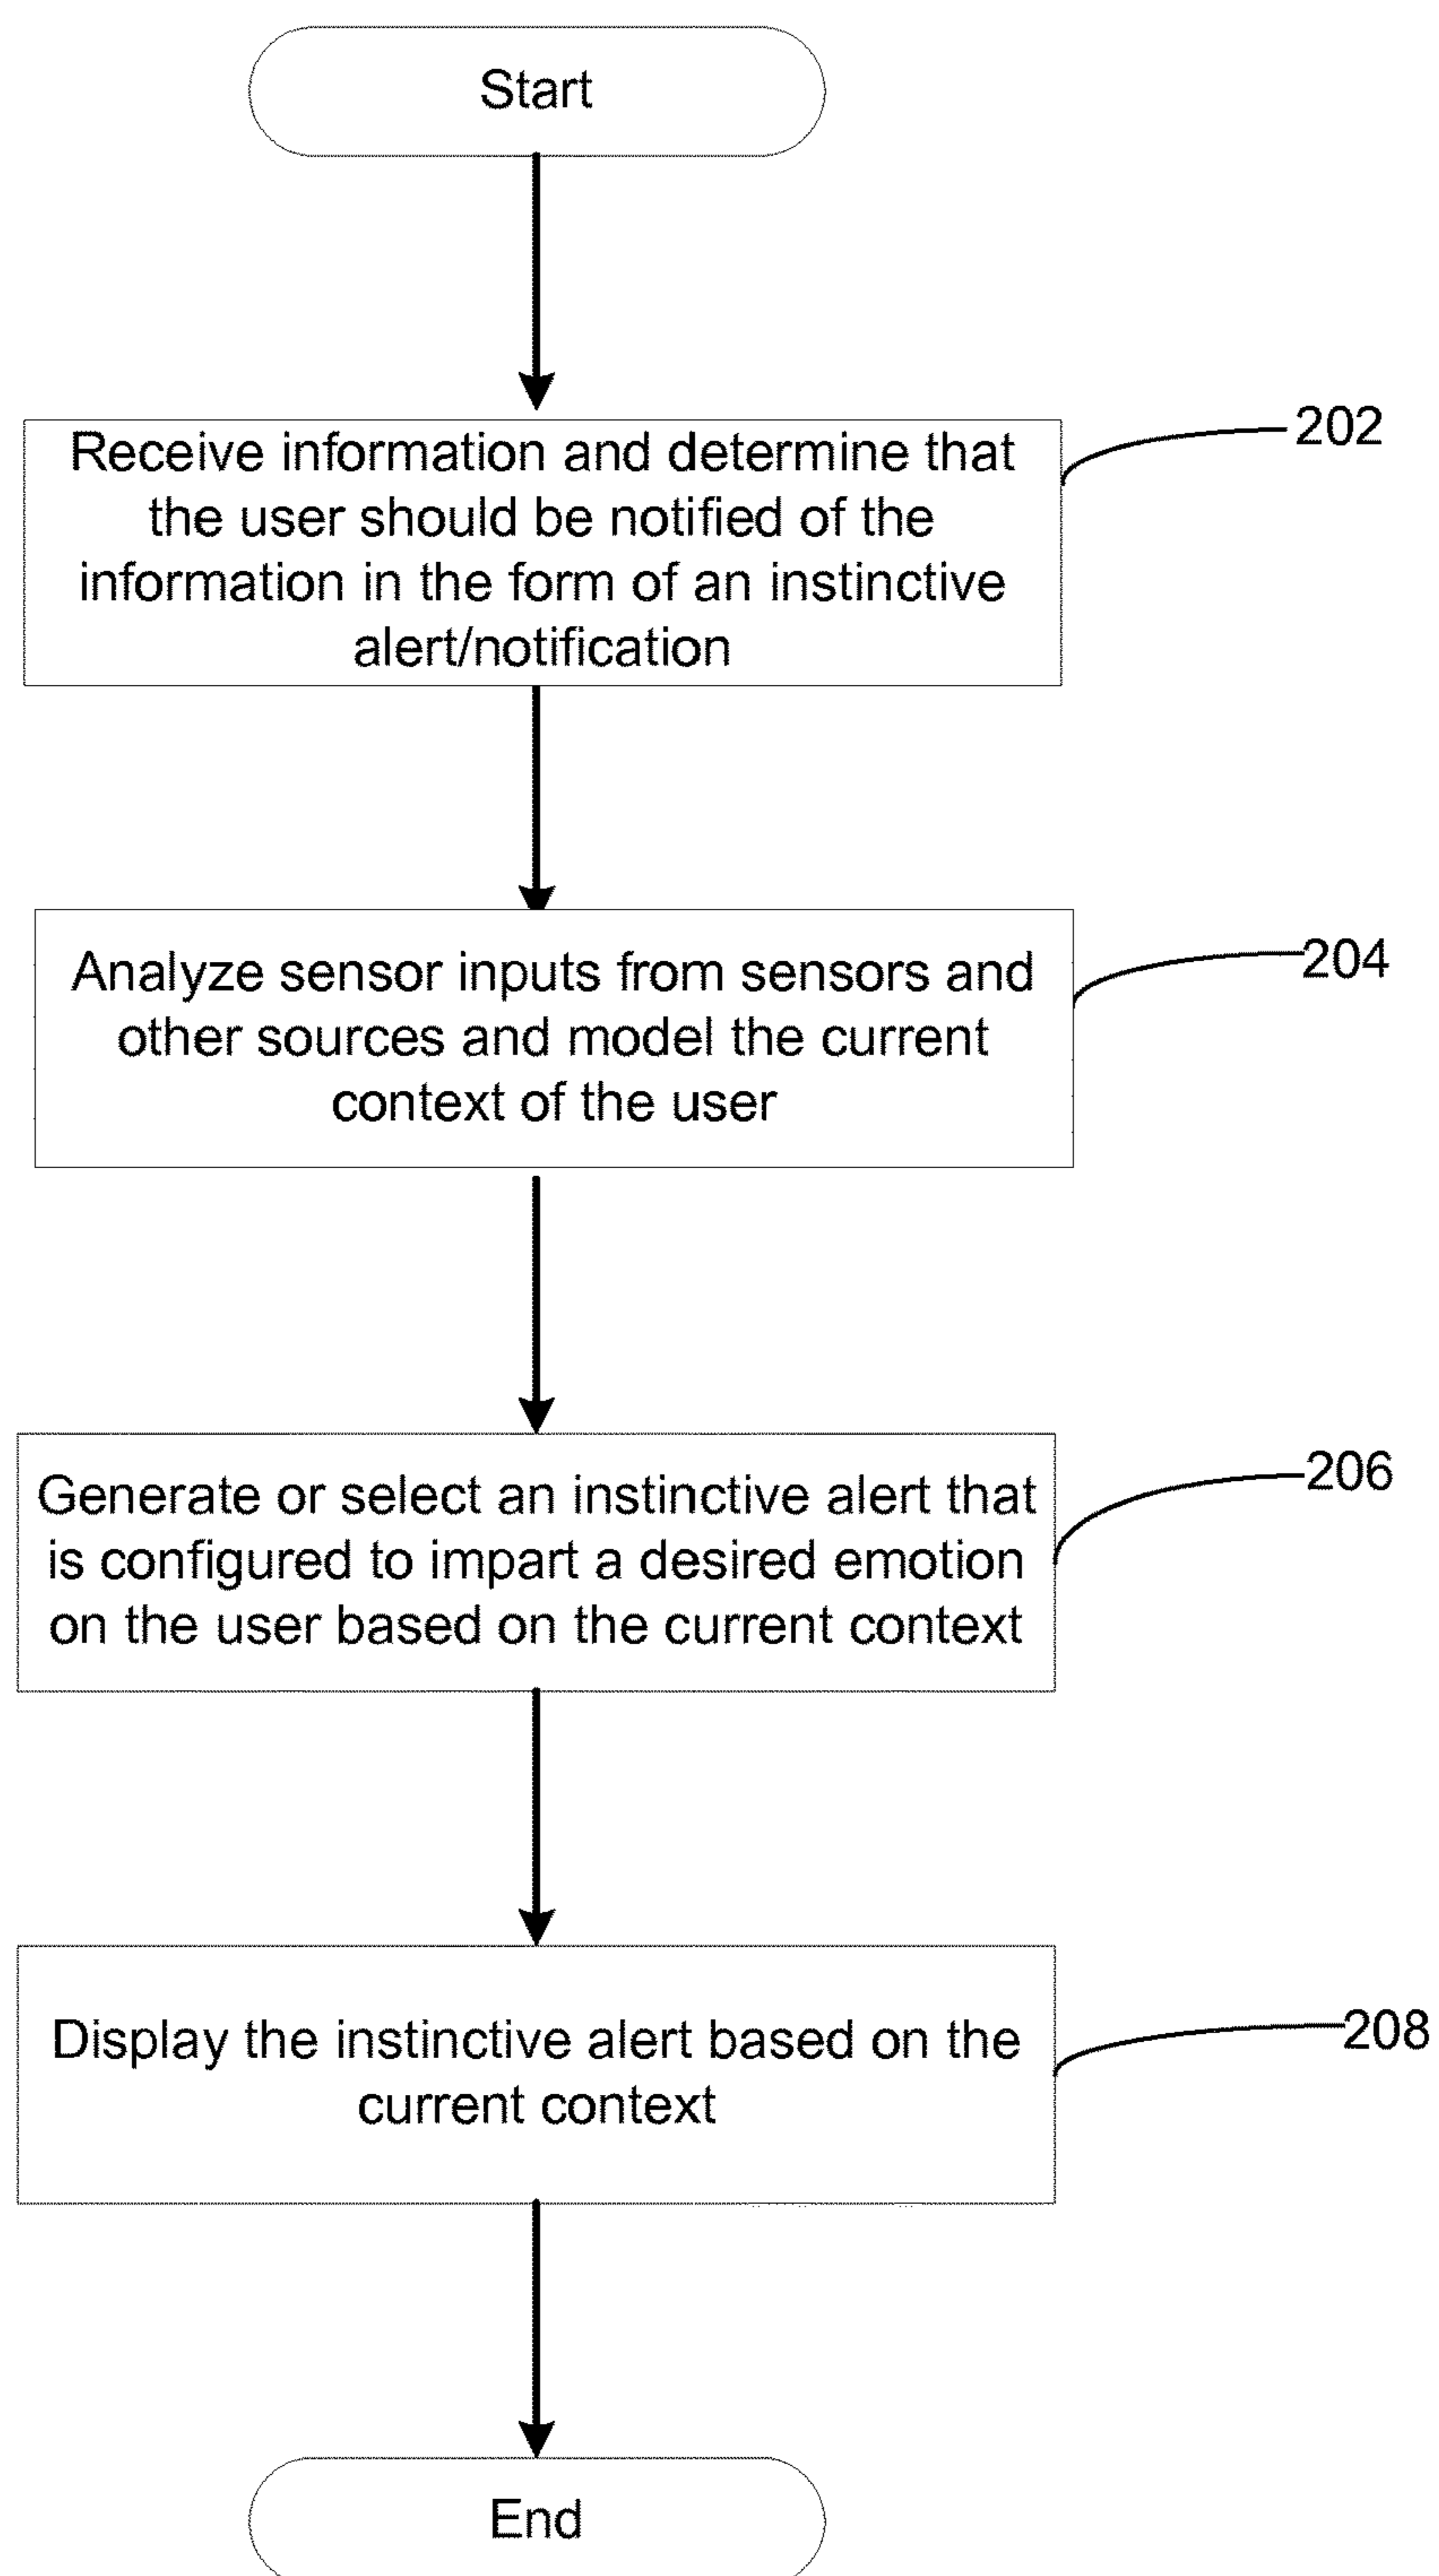 Start
Receive information and determine that
the user should be notified of the
information in the form of an instinctive
alert/notification
202
Analyze sensor inputs from sensors and
other sources and model the current
context of the user
204
Generate or select an instinctive alert that
is configured to impart a desired emotion
on the user based on the current context
206
Display the instinctive alert based on the
current context
208
End